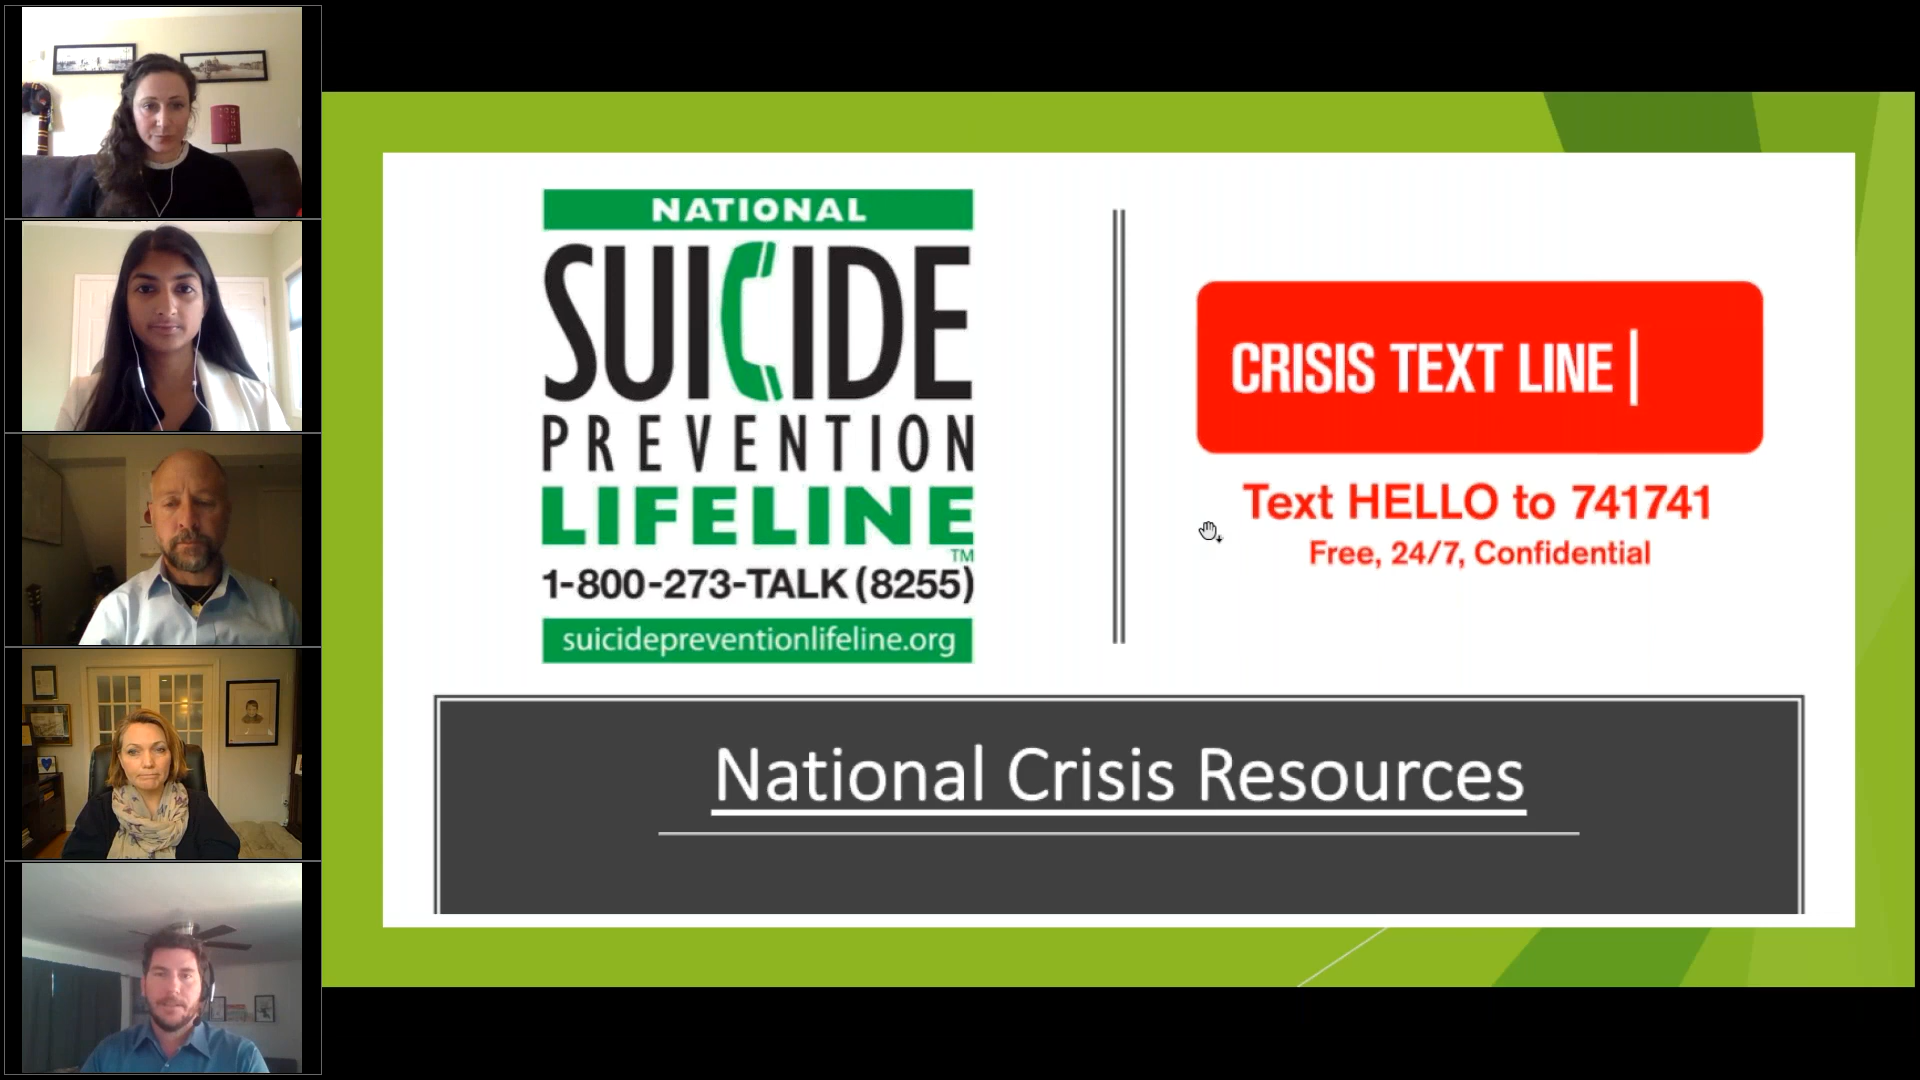 NATIONAL
SUICIDE
PREVENTION
LIFELINE
TM
1-800-273-TALK (8255)
suicidepreventionlifeline.org
CRISIS TEXT LINE |
Text HELLO to 741741
Free, 24/7, Confidential
National Crisis Resources